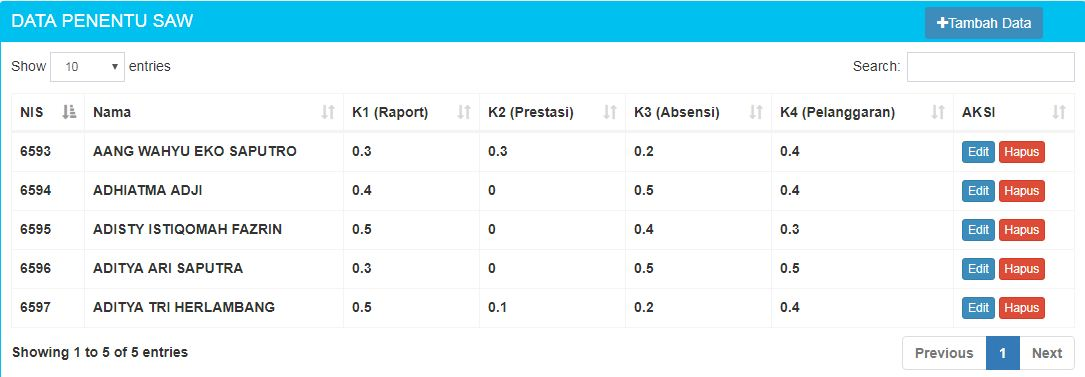 DATA PENENTU SAW
Tambah Data
Show 10 entries Search:
NIS Nama K1 (Raport) K2 (Prestasi) K3 (Absensi) K4 (Pelanggaran) AKSI
6593 AANG WAHYU EKO SAPUTRO 0.3 0.3 0.2 0.4 Edit Hapus
6594 ADHIATMA ADJI 0.4 0 0.5 0.4 Edit Hapus
6595 ADISTY ISTIQOMAH FAZRIN 0.5 0 0.4 0.3 Edit Hapus
6596 ADITYA ARI SAPUTRA 0.3 0 0.5 0.5 Edit Hapus
6597 ADITYA TRI HERLAMBANG 0.5 0.1 0.2 0.4 Edit Hapus
Showing 1 to 5 of 5 entries Previous 1 Next